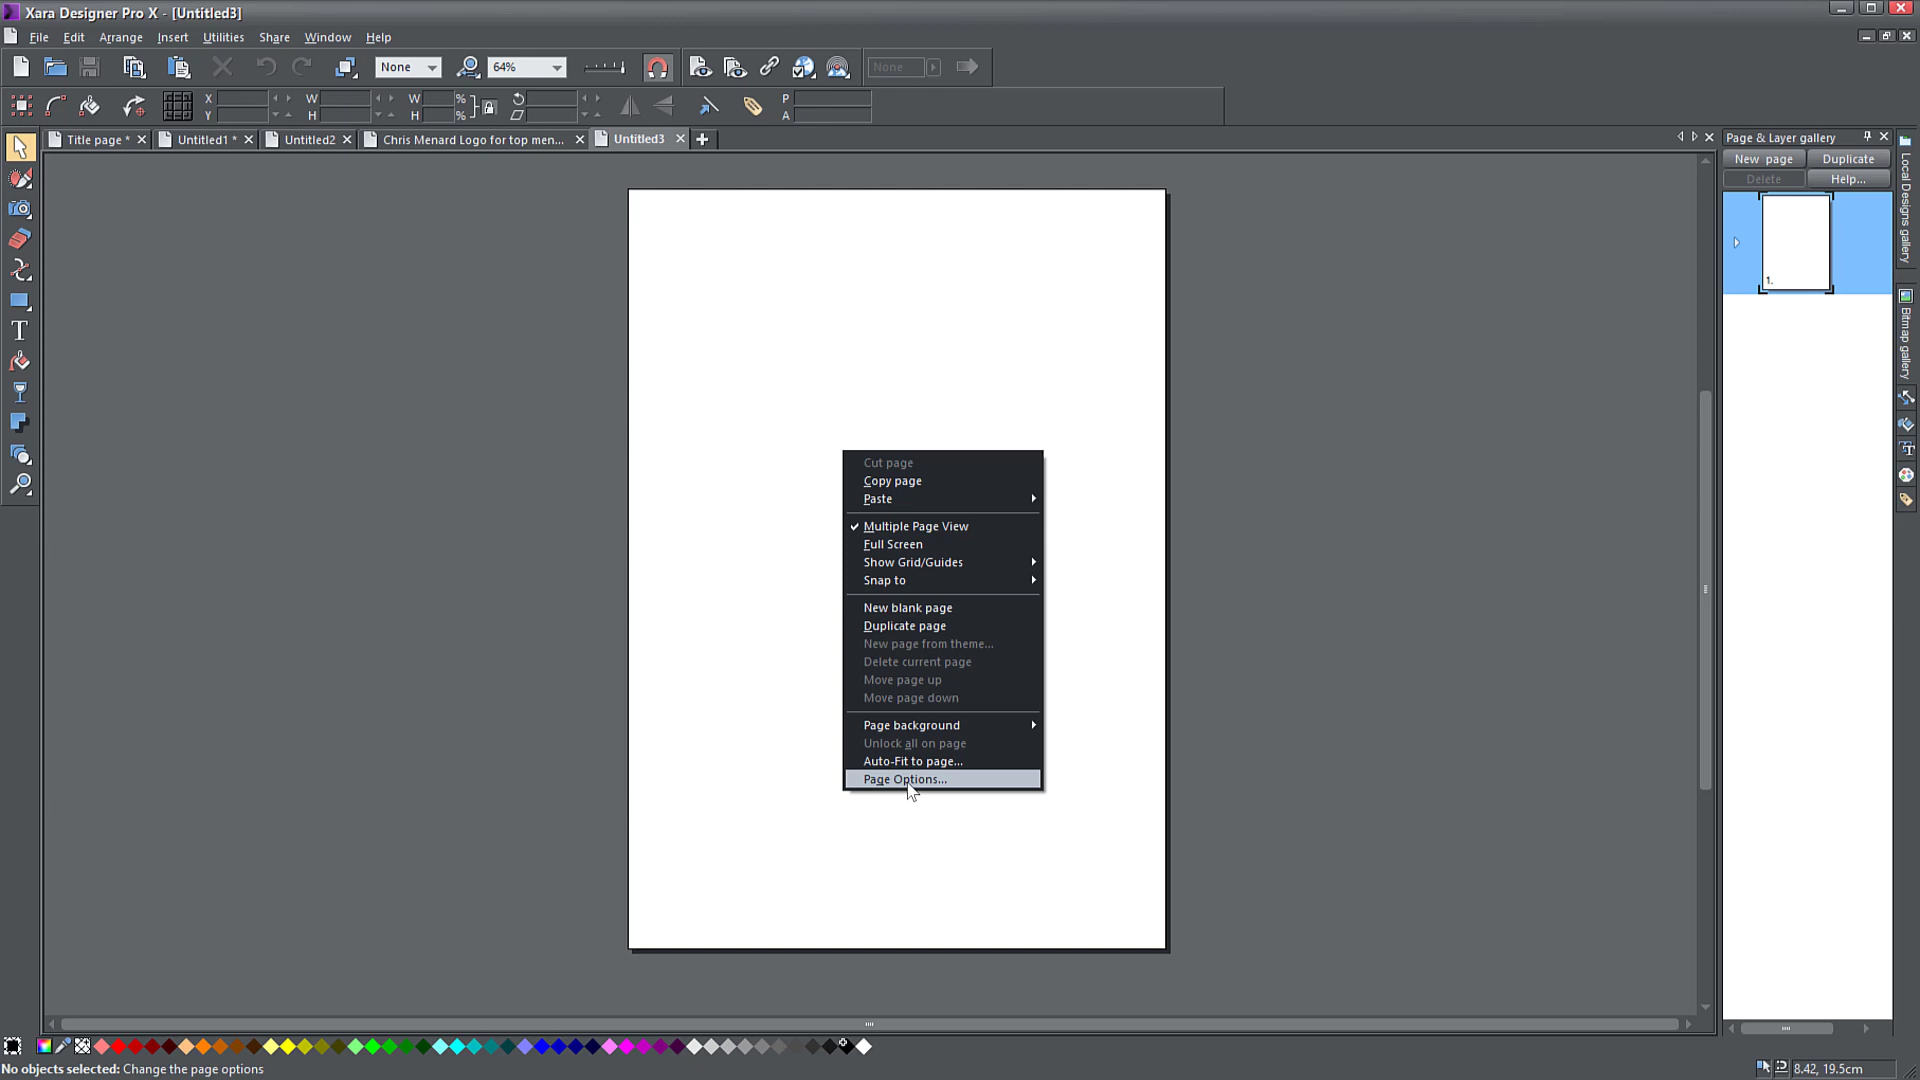 Xara Designer Pro X - [Untitled3]
File Edit Arrange Insert Utilities Share Window Help
None 64% None
X W W % P
Y H H % A
Title page * Untitled1 * Untitled2 Chris Menard Logo for top men... Untitled3
Page & Layer gallery
New page Duplicate
Delete Help...
1.
Local Designs gallery
Bitmap gallery
Cut page
Copy page
Paste
Multiple Page View
Full Screen
Show Grid/Guides
Snap to
New blank page
Duplicate page
New page from theme...
Delete current page
Move page up
Move page down
Page background
Unlock all on page
Auto-Fit to page...
Page Options...
No objects selected: Change the page options
8.42, 19.5cm